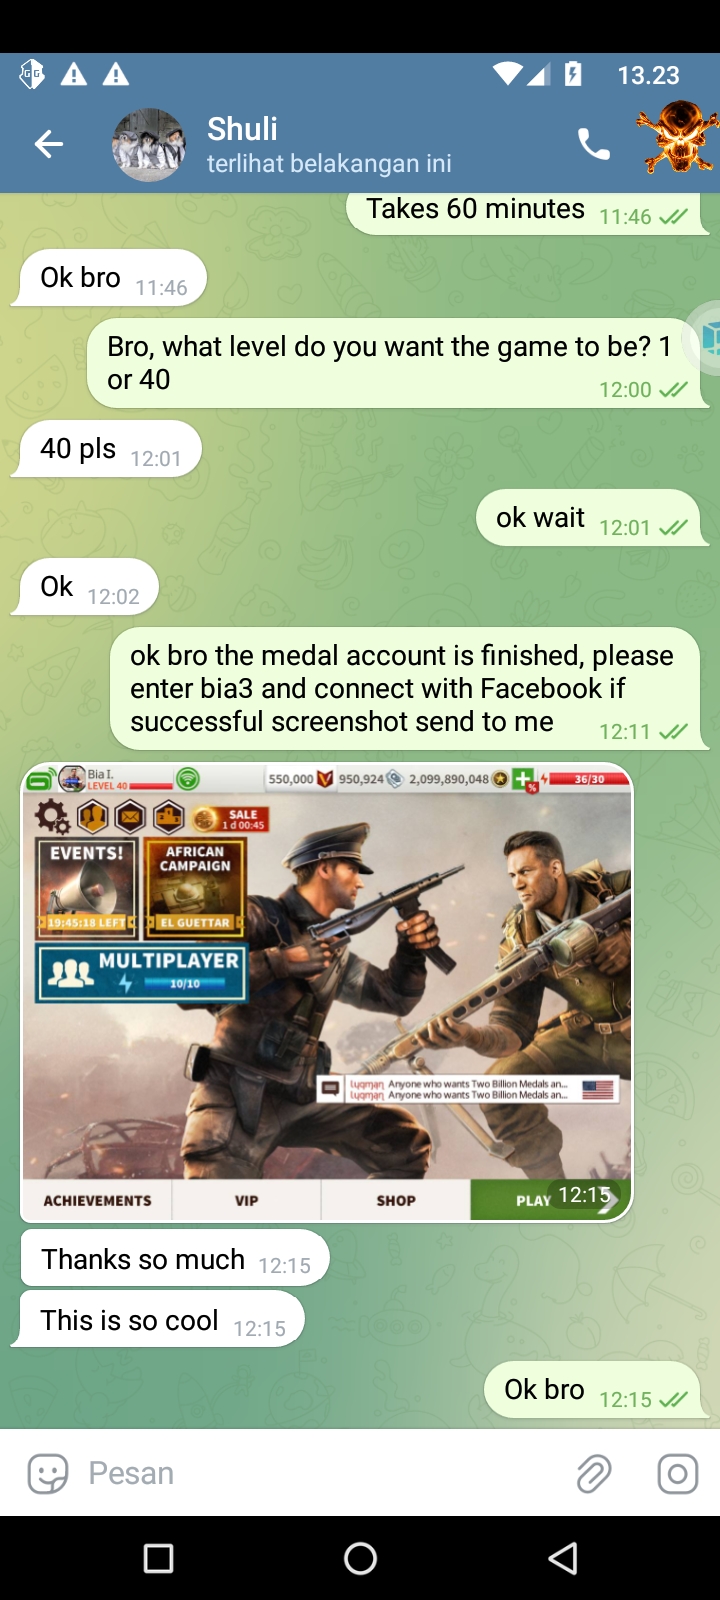 13.23
Shuli
terlihat belakangan ini
Takes 60 minutes 11:46
Ok bro 11:46
Bro, what level do you want the game to be? 1
or 40
12:00
40 pls 12:01
ok wait 12:01
Ok 12:02
ok bro the medal account is finished, please
enter bia3 and connect with Facebook if
successful screenshot send to me 12:11
Bia I.
LEVEL 40
550,000 950,924 2,099,890,048 % 36/30
SALE
1 d 00:45
EVENTS!
19:45:18 LEFT
AFRICAN
CAMPAIGN
EL GUETTAR
MULTIPLAYER
10/10
luqman Anyone who wants Two Billion Medals an...
luqman Anyone who wants Two Billion Medals an...
ACHIEVEMENTS VIP SHOP PLAY 12:15
Thanks so much 12:15
This is so cool 12:15
Ok bro 12:15
Pesan